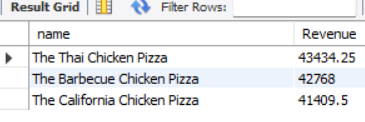 Result Grid Filter Rows:
name Revenue
The Thai Chicken Pizza 43434.25
The Barbecue Chicken Pizza 42768
The California Chicken Pizza 41409.5